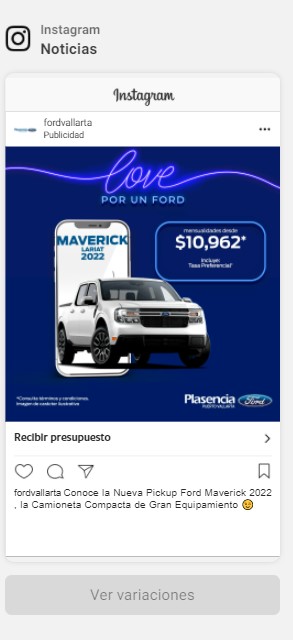 Instagram
Noticias
Instagram
fordvallarta
Publicidad
love
POR UN FORD
MAVERICK
LARIAT
2022
mensualidades desde
$10,962*
Incluye:
Tasa Preferencial*
*Consulta términos y condiciones.
Imagen de carácter ilustrativo
Plasencia
PUERTO VALLARTA
Ford
Recibir presupuesto
fordvallarta Conoce la Nueva Pickup Ford Maverick 2022
, la Camioneta Compacta de Gran Equipamiento 😉
Ver variaciones